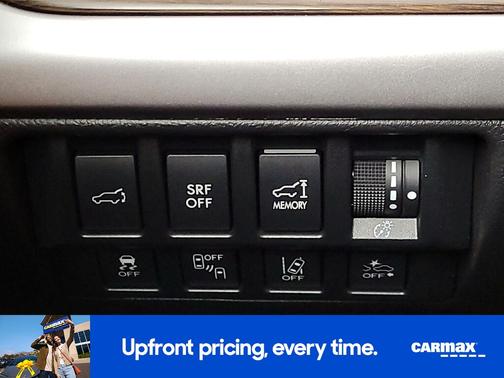 SRF
OFF
MEMORY
OFF
OFF
OFF
OFF
Upfront pricing, every time.
CARMAX